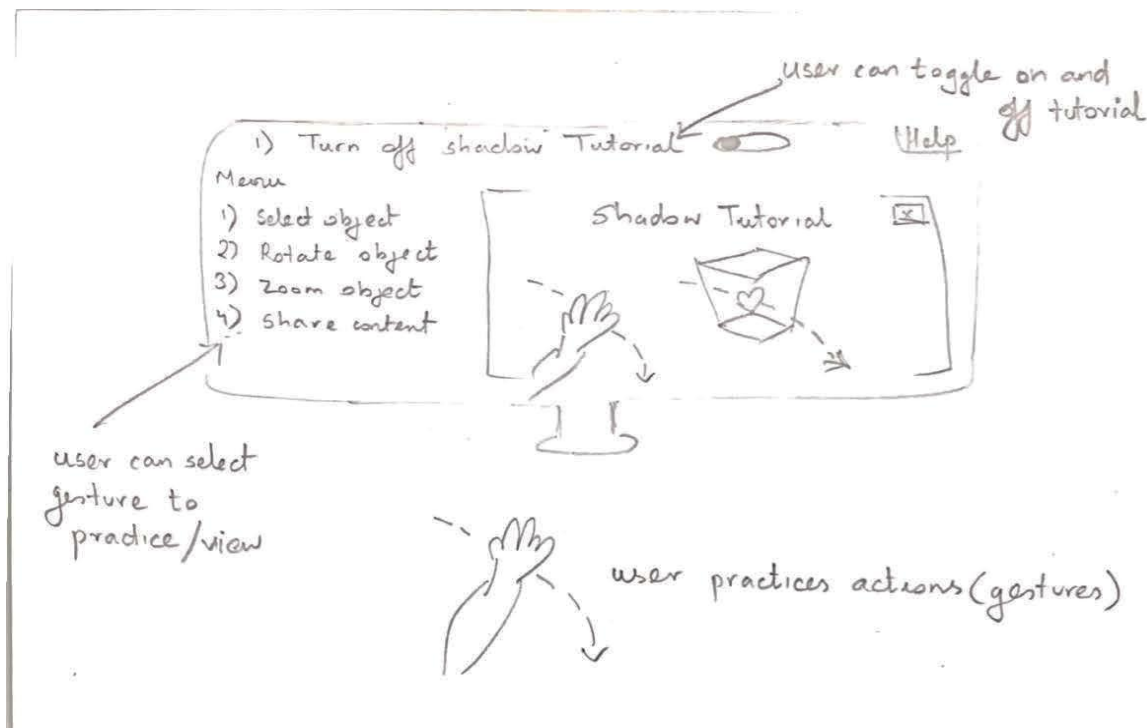 user can toggle on and
off tutorial
1) Turn off shadow Tutorial
Help
Menu
1) Select object
2) Rotate object
3) Zoom object
4) Share content
Shadow Tutorial
x
user can select
gesture to
practice/view
user practices actions (gestures)